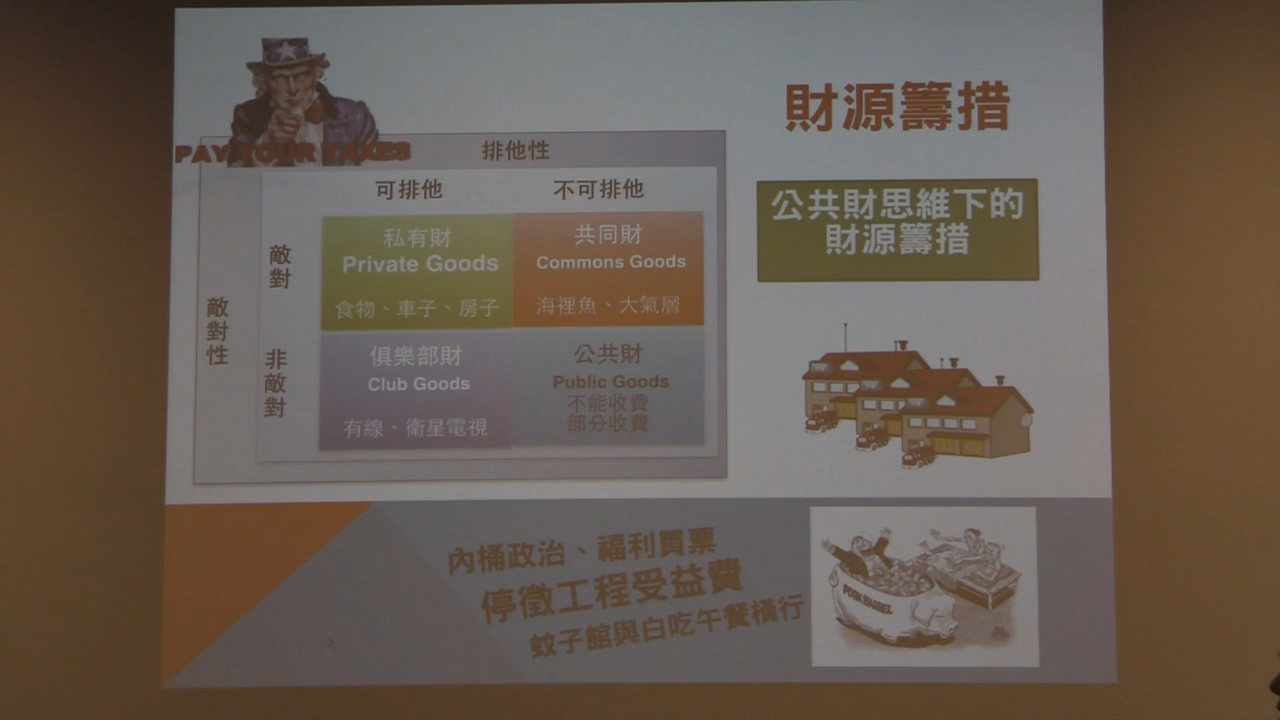 財源籌措
PAY YOUR TAXES
排他性
可排他
不可排他
敵對性
敵對
私有財
Private Goods
食物、車子、房子
共同財
Commons Goods
海裡魚、大氣層
非敵對
俱樂部財
Club Goods
有線、衛星電視
公共財
Public Goods
不能收費
部分收費
公共財思維下的
財源籌措
內桶政治、福利買票
停徵工程受益費
蚊子館與白吃午餐橫行
PORK BARREL